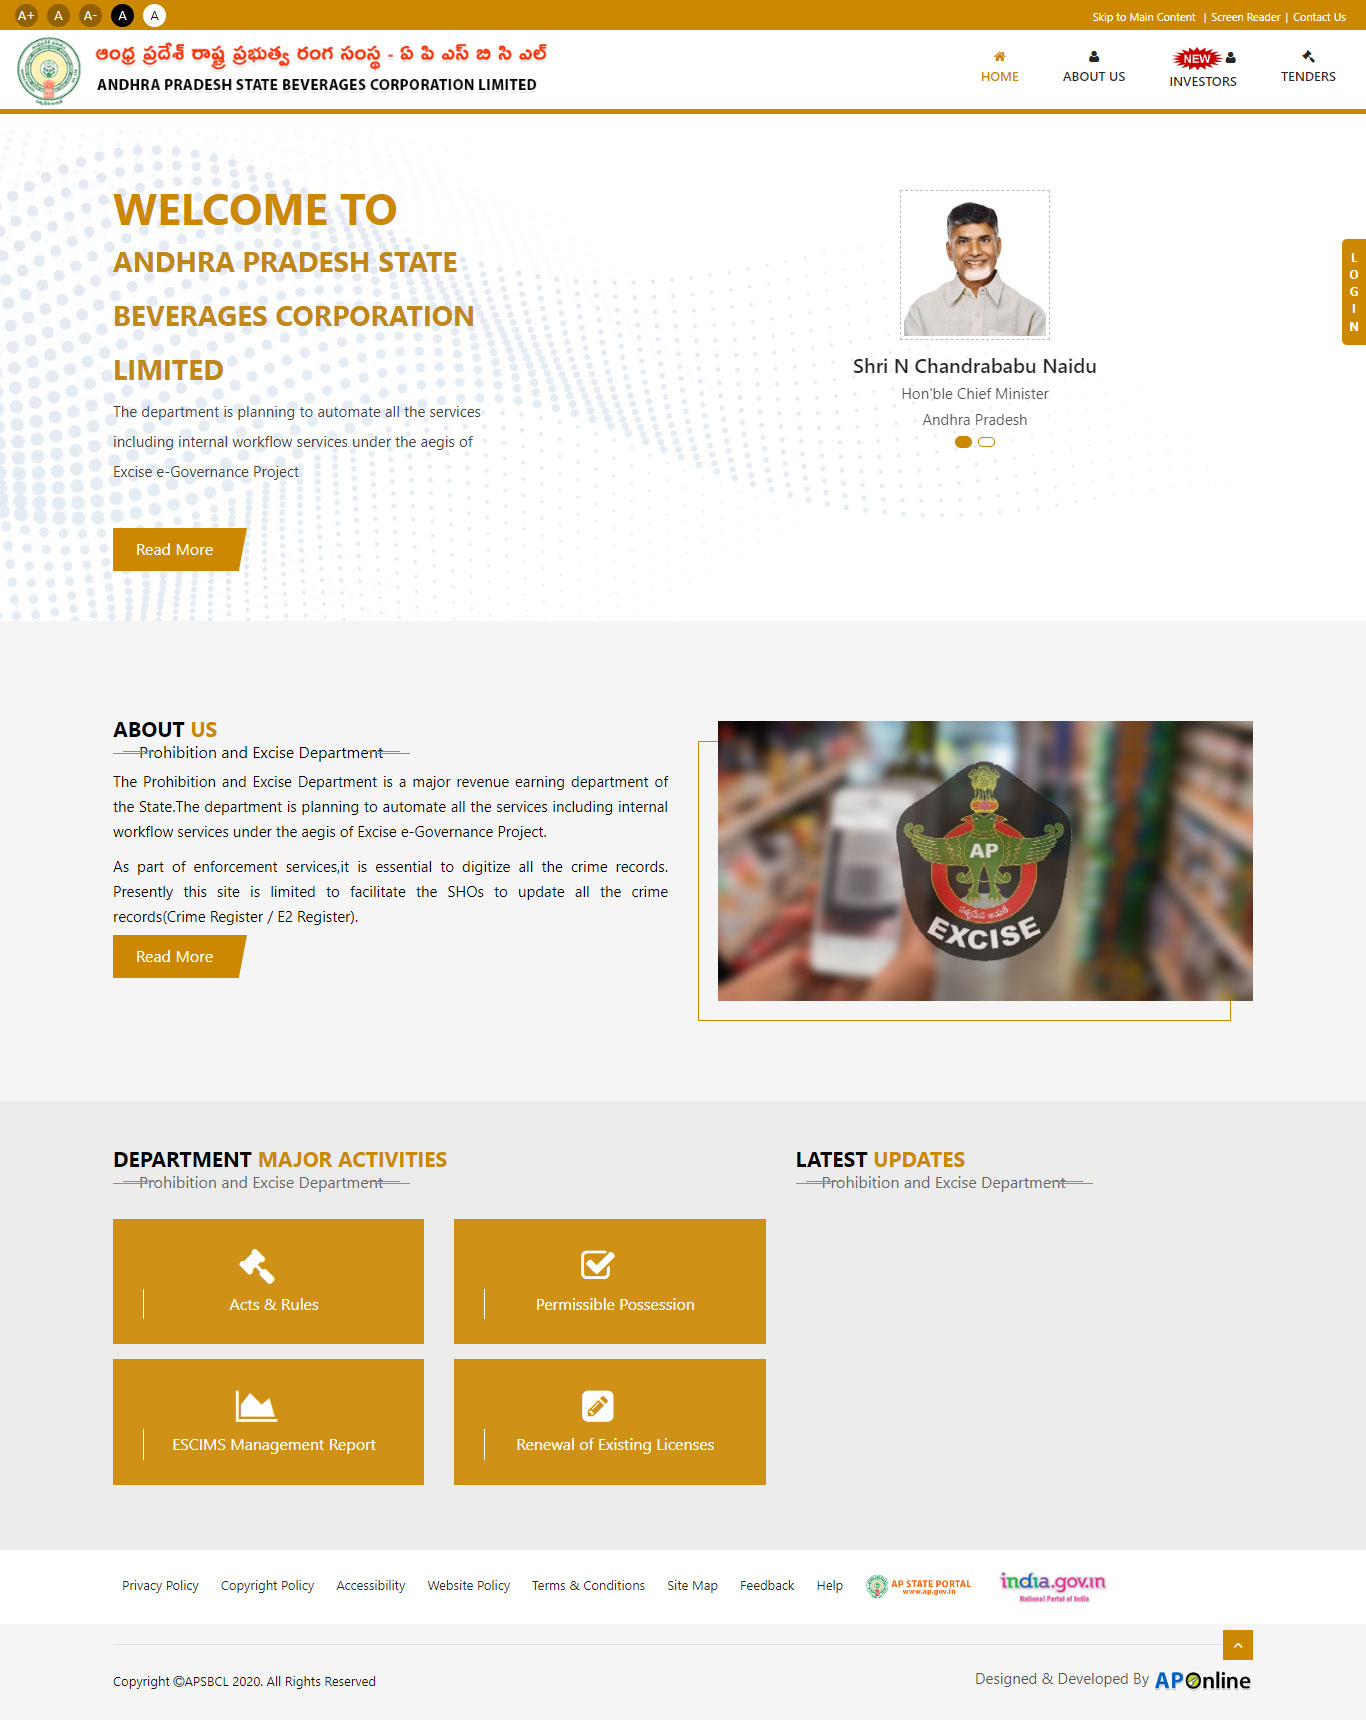 A+ A A- A A
Skip to Main Content | Screen Reader | Contact Us
ఆంధ్ర ప్రదేశ్ రాష్ట్ర ప్రభుత్వ రంగ సంస్థ - ఏ పి ఎస్ బి సి ఎల్
ANDHRA PRADESH STATE BEVERAGES CORPORATION LIMITED
HOME
ABOUT US
NEW
INVESTORS
TENDERS
WELCOME TO
ANDHRA PRADESH STATE
BEVERAGES CORPORATION
LIMITED
The department is planning to automate all the services
including internal workflow services under the aegis of
Excise e-Governance Project
Read More
Shri N Chandrababu Naidu
Hon'ble Chief Minister
Andhra Pradesh
LOGIN
ABOUT US
Prohibition and Excise Department
The Prohibition and Excise Department is a major revenue earning department of
the State.The department is planning to automate all the services including internal
workflow services under the aegis of Excise e-Governance Project.
As part of enforcement services,it is essential to digitize all the crime records.
Presently this site is limited to facilitate the SHOs to update all the crime
records(Crime Register / E2 Register).
Read More
AP
EXCISE
DEPARTMENT MAJOR ACTIVITIES
Prohibition and Excise Department
LATEST UPDATES
Prohibition and Excise Department
Acts & Rules
Permissible Possession
ESCIMS Management Report
Renewal of Existing Licenses
Privacy Policy Copyright Policy Accessibility Website Policy Terms & Conditions Site Map Feedback Help
AP STATE PORTAL
www.ap.gov.in
india.gov.in
National Portal of India
Copyright ©APSBCL 2020. All Rights Reserved
Designed & Developed By APOnline